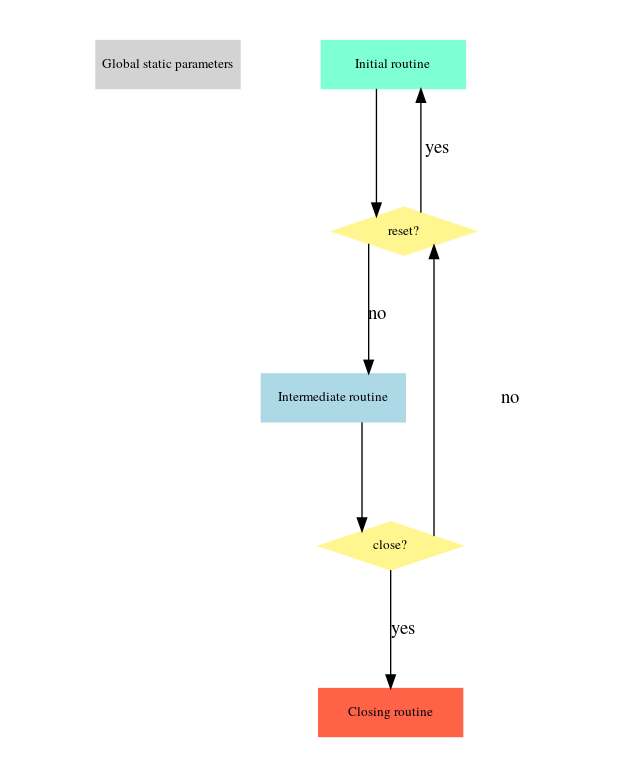 Global static parameters
Initial routine
yes
reset?
no
Intermediate routine
no
close?
yes
Closing routine